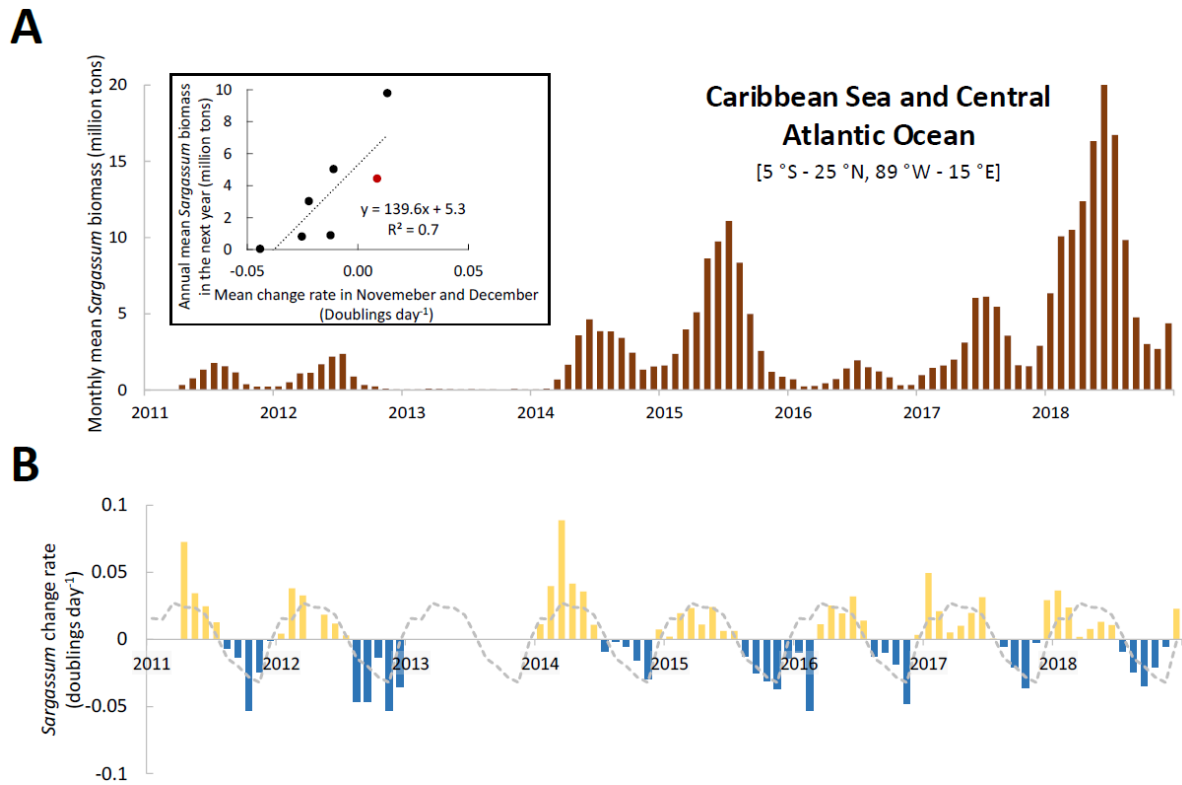 A
Monthly mean Sargassum biomass (million tons)
20
15
10
5
0
2011
2012
2013
2014
2015
2016
2017
2018
Annual mean Sargassum biomass
in the next year (million tons)
10
8
6
4
2
0
-0.05
0.00
0.05
y = 139.6x + 5.3
R² = 0.7
Mean change rate in Novemeber and December
(Doublings day⁻¹)
Caribbean Sea and Central
Atlantic Ocean
[5 °S - 25 °N, 89 °W - 15 °E]
B
Sargassum change rate
(doublings day⁻¹)
0.1
0.05
0
-0.05
-0.1
2011
2012
2013
2014
2015
2016
2017
2018